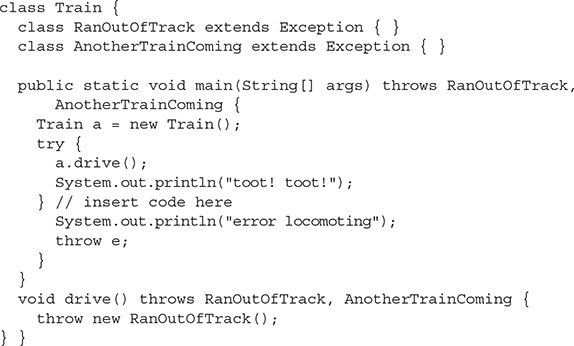 class Train {
  class RanOutOfTrack extends Exception { }
  class AnotherTrainComing extends Exception { }

  public static void main(String[] args) throws RanOutOfTrack,
      AnotherTrainComing {
    Train a = new Train();
    try {
      a.drive();
      System.out.println("toot! toot!");
    } // insert code here
      System.out.println("error locomoting");
      throw e;
    }
  }
  void drive() throws RanOutOfTrack, AnotherTrainComing {
    throw new RanOutOfTrack();
} }